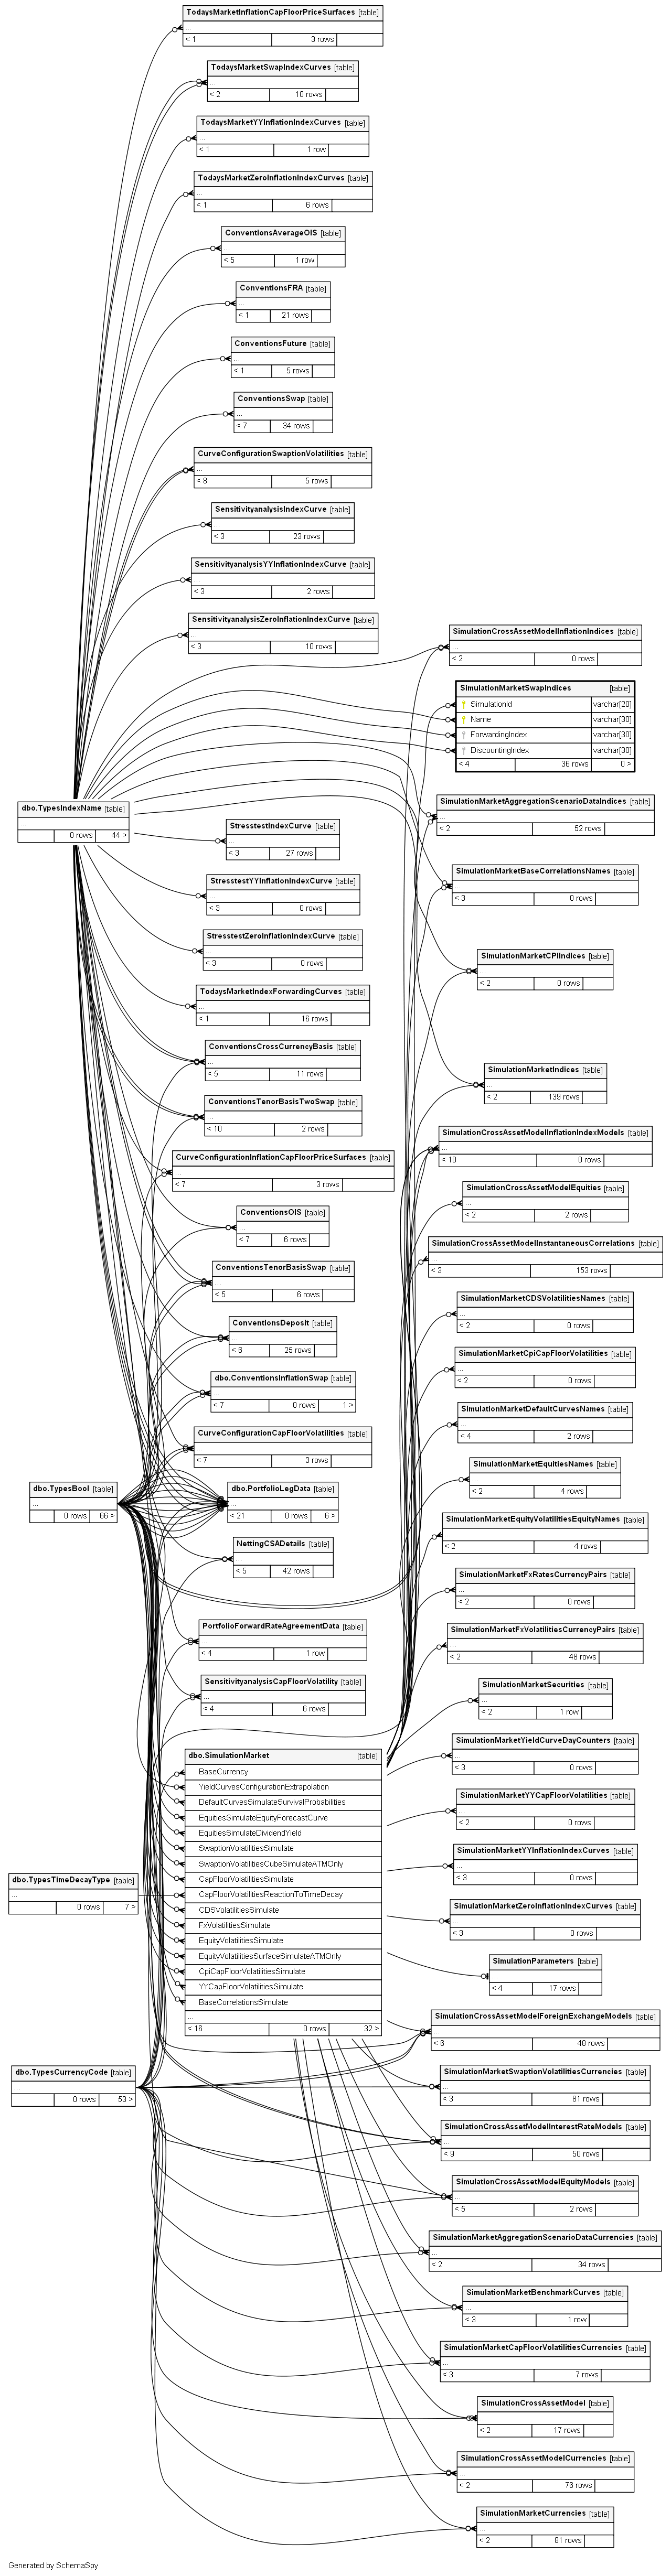 TodaysMarketInflationCapFloorPriceSurfaces [table]
...
< 1 3 rows
TodaysMarketSwapIndexCurves [table]
...
< 2 10 rows
TodaysMarketYYInflationIndexCurves [table]
...
< 1 1 row
TodaysMarketZeroInflationIndexCurves [table]
...
< 1 6 rows
ConventionsAverageOIS [table]
...
< 5 1 row
ConventionsFRA [table]
...
< 1 21 rows
ConventionsFuture [table]
...
< 1 5 rows
ConventionsSwap [table]
...
< 7 34 rows
CurveConfigurationSwaptionVolatilities [table]
...
< 8 5 rows
SensitivityanalysisIndexCurve [table]
...
< 3 23 rows
SensitivityanalysisYYInflationIndexCurve [table]
...
< 3 2 rows
SensitivityanalysisZeroInflationIndexCurve [table]
...
< 3 10 rows
dbo.TypesIndexName [table]
...
0 rows 44 >
StresstestIndexCurve [table]
...
< 3 27 rows
StresstestYYInflationIndexCurve [table]
...
< 3 0 rows
StresstestZeroInflationIndexCurve [table]
...
< 3 0 rows
TodaysMarketIndexForwardingCurves [table]
...
< 1 16 rows
ConventionsCrossCurrencyBasis [table]
...
< 5 11 rows
ConventionsTenorBasisTwoSwap [table]
...
< 10 2 rows
CurveConfigurationInflationCapFloorPriceSurfaces [table]
...
< 7 3 rows
ConventionsOIS [table]
...
< 7 6 rows
ConventionsTenorBasisSwap [table]
...
< 5 6 rows
ConventionsDeposit [table]
...
< 6 25 rows
dbo.ConventionsInflationSwap [table]
...
< 7 0 rows 1 >
CurveConfigurationCapFloorVolatilities [table]
...
< 7 3 rows
dbo.TypesBool [table]
...
0 rows 66 >
dbo.PortfolioLegData [table]
...
< 21 0 rows 6 >
NettingCSADetails [table]
...
< 5 42 rows
PortfolioForwardRateAgreementData [table]
...
< 4 1 row
SensitivityanalysisCapFloorVolatility [table]
...
< 4 6 rows
dbo.SimulationMarket [table]
BaseCurrency
YieldCurvesConfigurationExtrapolation
DefaultCurvesSimulateSurvivalProbabilities
EquitiesSimulateEquityForecastCurve
EquitiesSimulateDividendYield
SwaptionVolatilitiesSimulate
SwaptionVolatilitiesCubeSimulateATMOnly
CapFloorVolatilitiesSimulate
CapFloorVolatilitiesReactionToTimeDecay
CDSVolatilitiesSimulate
FxVolatilitiesSimulate
EquityVolatilitiesSimulate
EquityVolatilitiesSurfaceSimulateATMOnly
CpiCapFloorVolatilitiesSimulate
YYCapFloorVolatilitiesSimulate
BaseCorrelationsSimulate
...
< 16 0 rows 32 >
dbo.TypesTimeDecayType [table]
...
0 rows 7 >
dbo.TypesCurrencyCode [table]
...
0 rows 53 >
SimulationCrossAssetModelInflationIndices [table]
...
< 2 0 rows
SimulationMarketSwapIndices [table]
SimulationId varchar[20]
Name varchar[30]
ForwardingIndex varchar[30]
DiscountingIndex varchar[30]
< 4 36 rows 0 >
SimulationMarketAggregationScenarioDataIndices [table]
...
< 2 52 rows
SimulationMarketBaseCorrelationsNames [table]
...
< 3 0 rows
SimulationMarketCPIIndices [table]
...
< 2 0 rows
SimulationMarketIndices [table]
...
< 2 139 rows
SimulationCrossAssetModelInflationIndexModels [table]
...
< 10 0 rows
SimulationCrossAssetModelEquities [table]
...
< 2 2 rows
SimulationCrossAssetModelInstantaneousCorrelations [table]
...
< 3 153 rows
SimulationMarketCDSVolatilitiesNames [table]
...
< 2 0 rows
SimulationMarketCpiCapFloorVolatilities [table]
...
< 2 0 rows
SimulationMarketDefaultCurvesNames [table]
...
< 4 2 rows
SimulationMarketEquitiesNames [table]
...
< 2 4 rows
SimulationMarketEquityVolatilitiesEquityNames [table]
...
< 2 4 rows
SimulationMarketFxRatesCurrencyPairs [table]
...
< 2 0 rows
SimulationMarketFxVolatilitiesCurrencyPairs [table]
...
< 2 48 rows
SimulationMarketSecurities [table]
...
< 2 1 row
SimulationMarketYieldCurveDayCounters [table]
...
< 3 0 rows
SimulationMarketYYCapFloorVolatilities [table]
...
< 2 0 rows
SimulationMarketYYInflationIndexCurves [table]
...
< 3 0 rows
SimulationMarketZeroInflationIndexCurves [table]
...
< 3 0 rows
SimulationParameters [table]
...
< 4 17 rows
SimulationCrossAssetModelForeignExchangeModels [table]
...
< 6 48 rows
SimulationMarketSwaptionVolatilitiesCurrencies [table]
...
< 3 81 rows
SimulationCrossAssetModelInterestRateModels [table]
...
< 9 50 rows
SimulationCrossAssetModelEquityModels [table]
...
< 5 2 rows
SimulationMarketAggregationScenarioDataCurrencies [table]
...
< 2 34 rows
SimulationMarketBenchmarkCurves [table]
...
< 3 1 row
SimulationMarketCapFloorVolatilitiesCurrencies [table]
...
< 3 7 rows
SimulationCrossAssetModel [table]
...
< 2 17 rows
SimulationCrossAssetModelCurrencies [table]
...
< 2 76 rows
SimulationMarketCurrencies [table]
...
< 2 81 rows
Generated by SchemaSpy